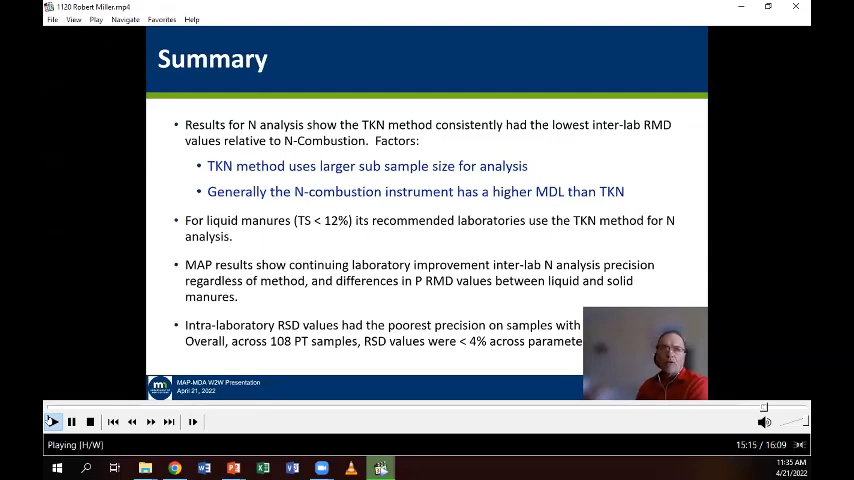 1120 Robert Miller.mp4
File View Play Navigate Favorites Help
Summary
• Results for N analysis show the TKN method consistently had the lowest inter-lab RMD
values relative to N-Combustion. Factors:
• TKN method uses larger sub sample size for analysis
• Generally the N-combustion instrument has a higher MDL than TKN
• For liquid manures (TS < 12%) its recommended laboratories use the TKN method for N
analysis.
• MAP results show continuing laboratory improvement inter-lab N analysis precision
regardless of method, and differences in P RMD values between liquid and solid
manures.
• Intra-laboratory RSD values had the poorest precision on samples with
Overall, across 108 PT samples, RSD values were < 4% across paramete
MAP-MDA W2W Presentation
April 21, 2022
Playing [H/W]
15:15 / 16:09
11:35 AM
4/21/2022